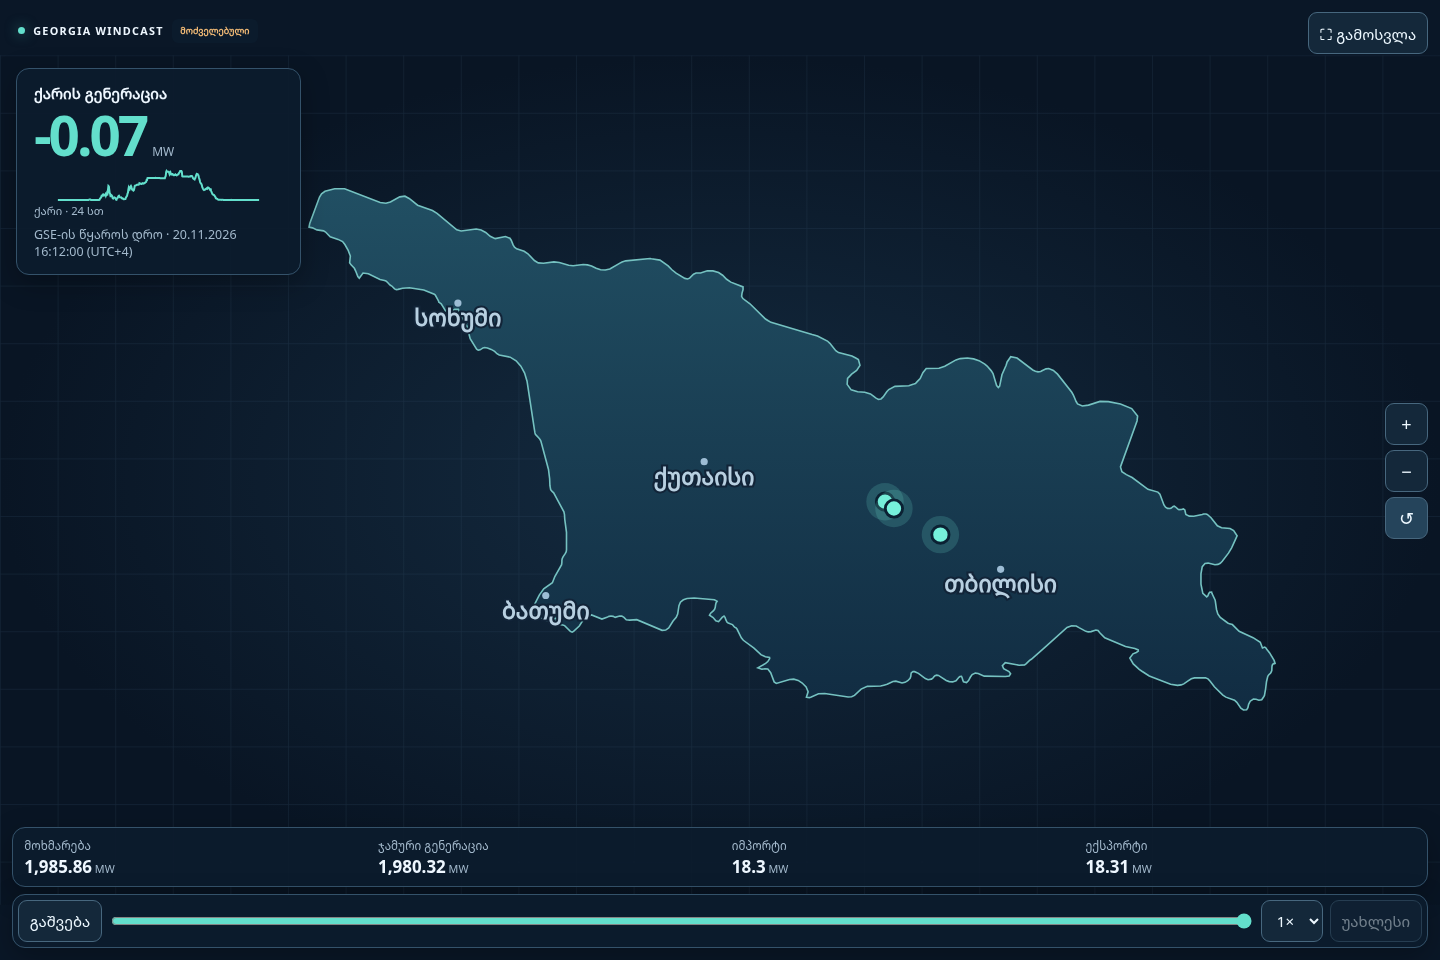 GEORGIA WINDCAST მოძველებული
გამოსვლა
ქარის გენერაცია
-0.07 MW
ქარი · 24 სთ
GSE-ის წყაროს დრო · 20.11.2026
16:12:00 (UTC+4)
სოხუმი
ქუთაისი
თბილისი
ბათუმი
+
−
↺
მოხმარება
1,985.86 MW
ჯამური გენერაცია
1,980.32 MW
იმპორტი
18.3 MW
ექსპორტი
18.31 MW
გაშვება
1×
უახლესი